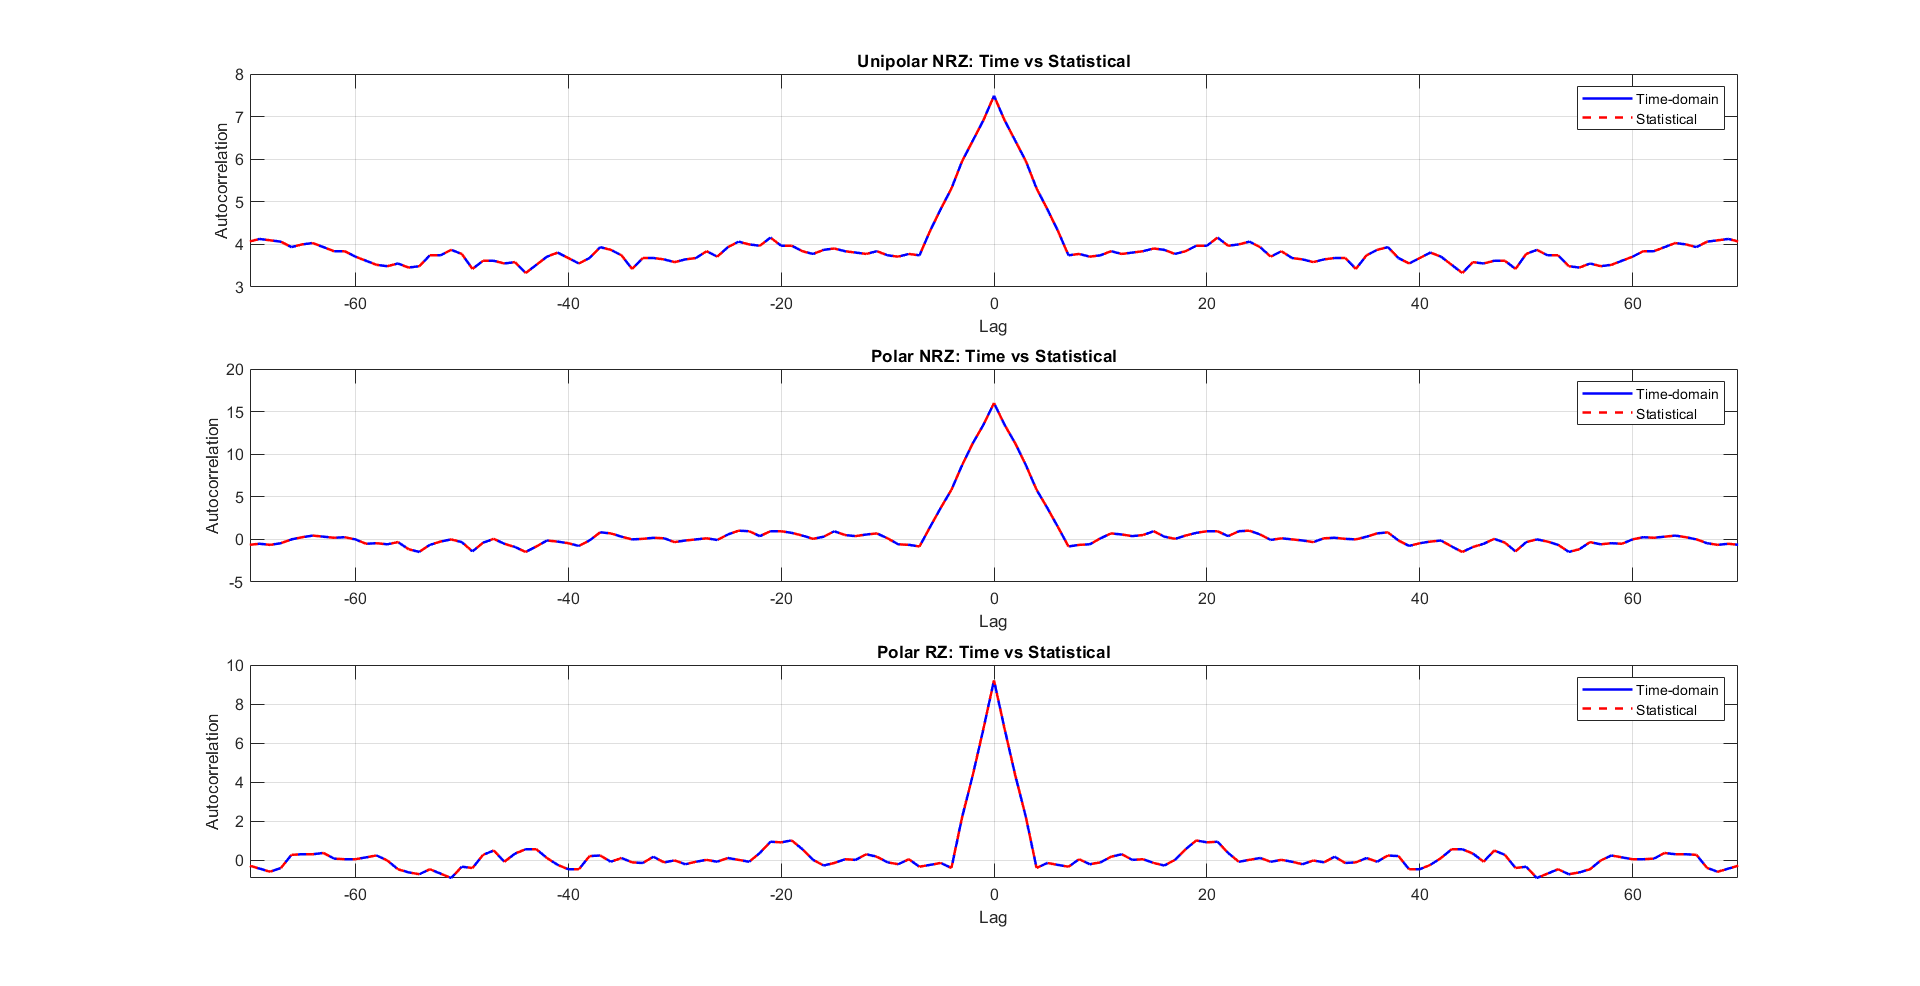 Unipolar NRZ: Time vs Statistical
8
7
6
5
4
3
Autocorrelation
Time-domain
Statistical
-60 -40 -20 0 20 40 60
Lag
Polar NRZ: Time vs Statistical
20
15
10
5
0
-5
Autocorrelation
Time-domain
Statistical
-60 -40 -20 0 20 40 60
Lag
Polar RZ: Time vs Statistical
10
8
6
4
2
0
Autocorrelation
Time-domain
Statistical
-60 -40 -20 0 20 40 60
Lag